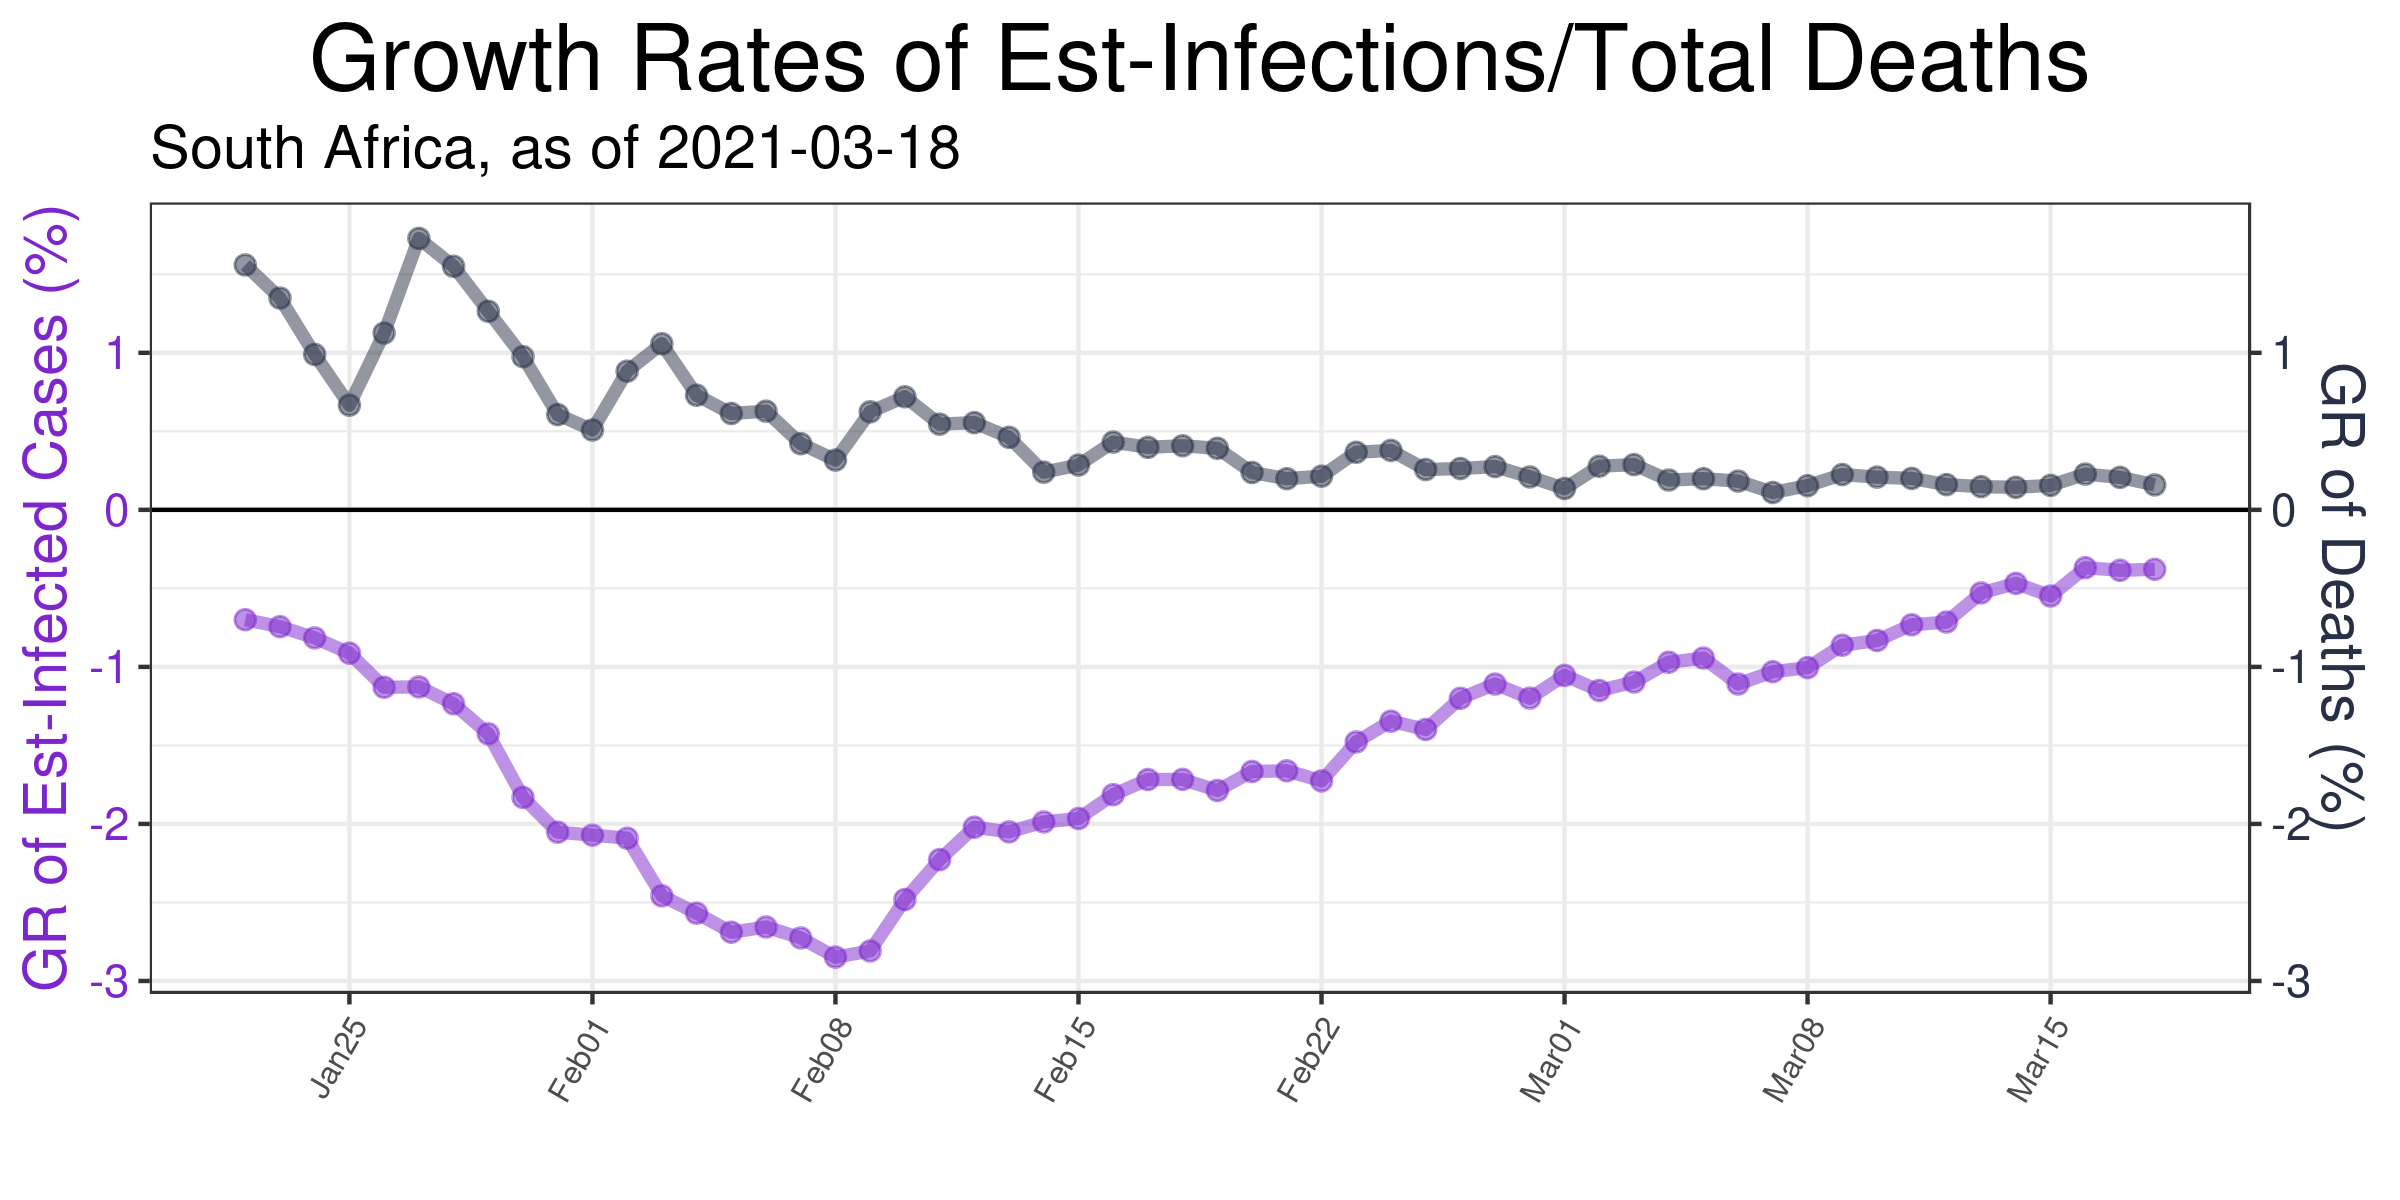 Growth Rates of Est-Infections/Total Deaths
South Africa, as of 2021-03-18
GR of Est-Infected Cases (%)
1
0
-1
-2
-3
1
0
-1
-2
-3
GR of Deaths (%)
Jan25
Feb01
Feb08
Feb15
Feb22
Mar01
Mar08
Mar15